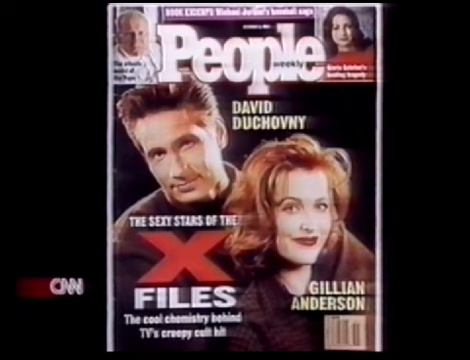 BOOK EXCERPT: Michael Jordan's baseball saga
People
weekly
DAVID
DUCHOVNY
THE SEXY STARS OF THE
X
FILES
The cool chemistry behind
TV's creepy cult hit
GILLIAN
ANDERSON
CNN